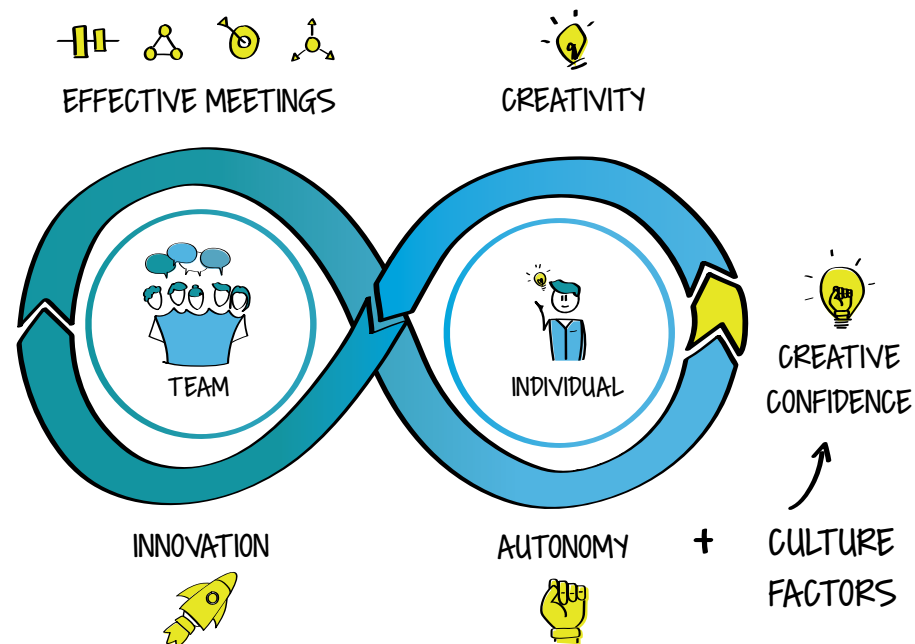 EFFECTIVE MEETINGS
CREATIVITY
TEAM
INDIVIDUAL
CREATIVE
CONFIDENCE
INNOVATION
AUTONOMY
+
CULTURE
FACTORS